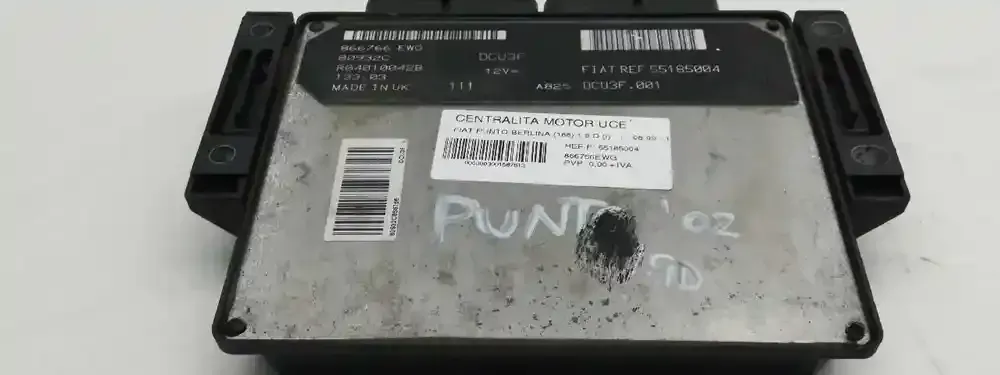 866766 EWG
80932C
R04010042B
133.03
MADE IN UK 111
DCU3F
12V=
A825
FIAT REF 55185004
DCU3F.001
CENTRALITA MOTOR UCE
FIAT PUNTO BERLINA (188) 1.9 D
REF.F. 55185004
866766EWG
PVP. 0,00 + IVA
PUNTO '02
TD